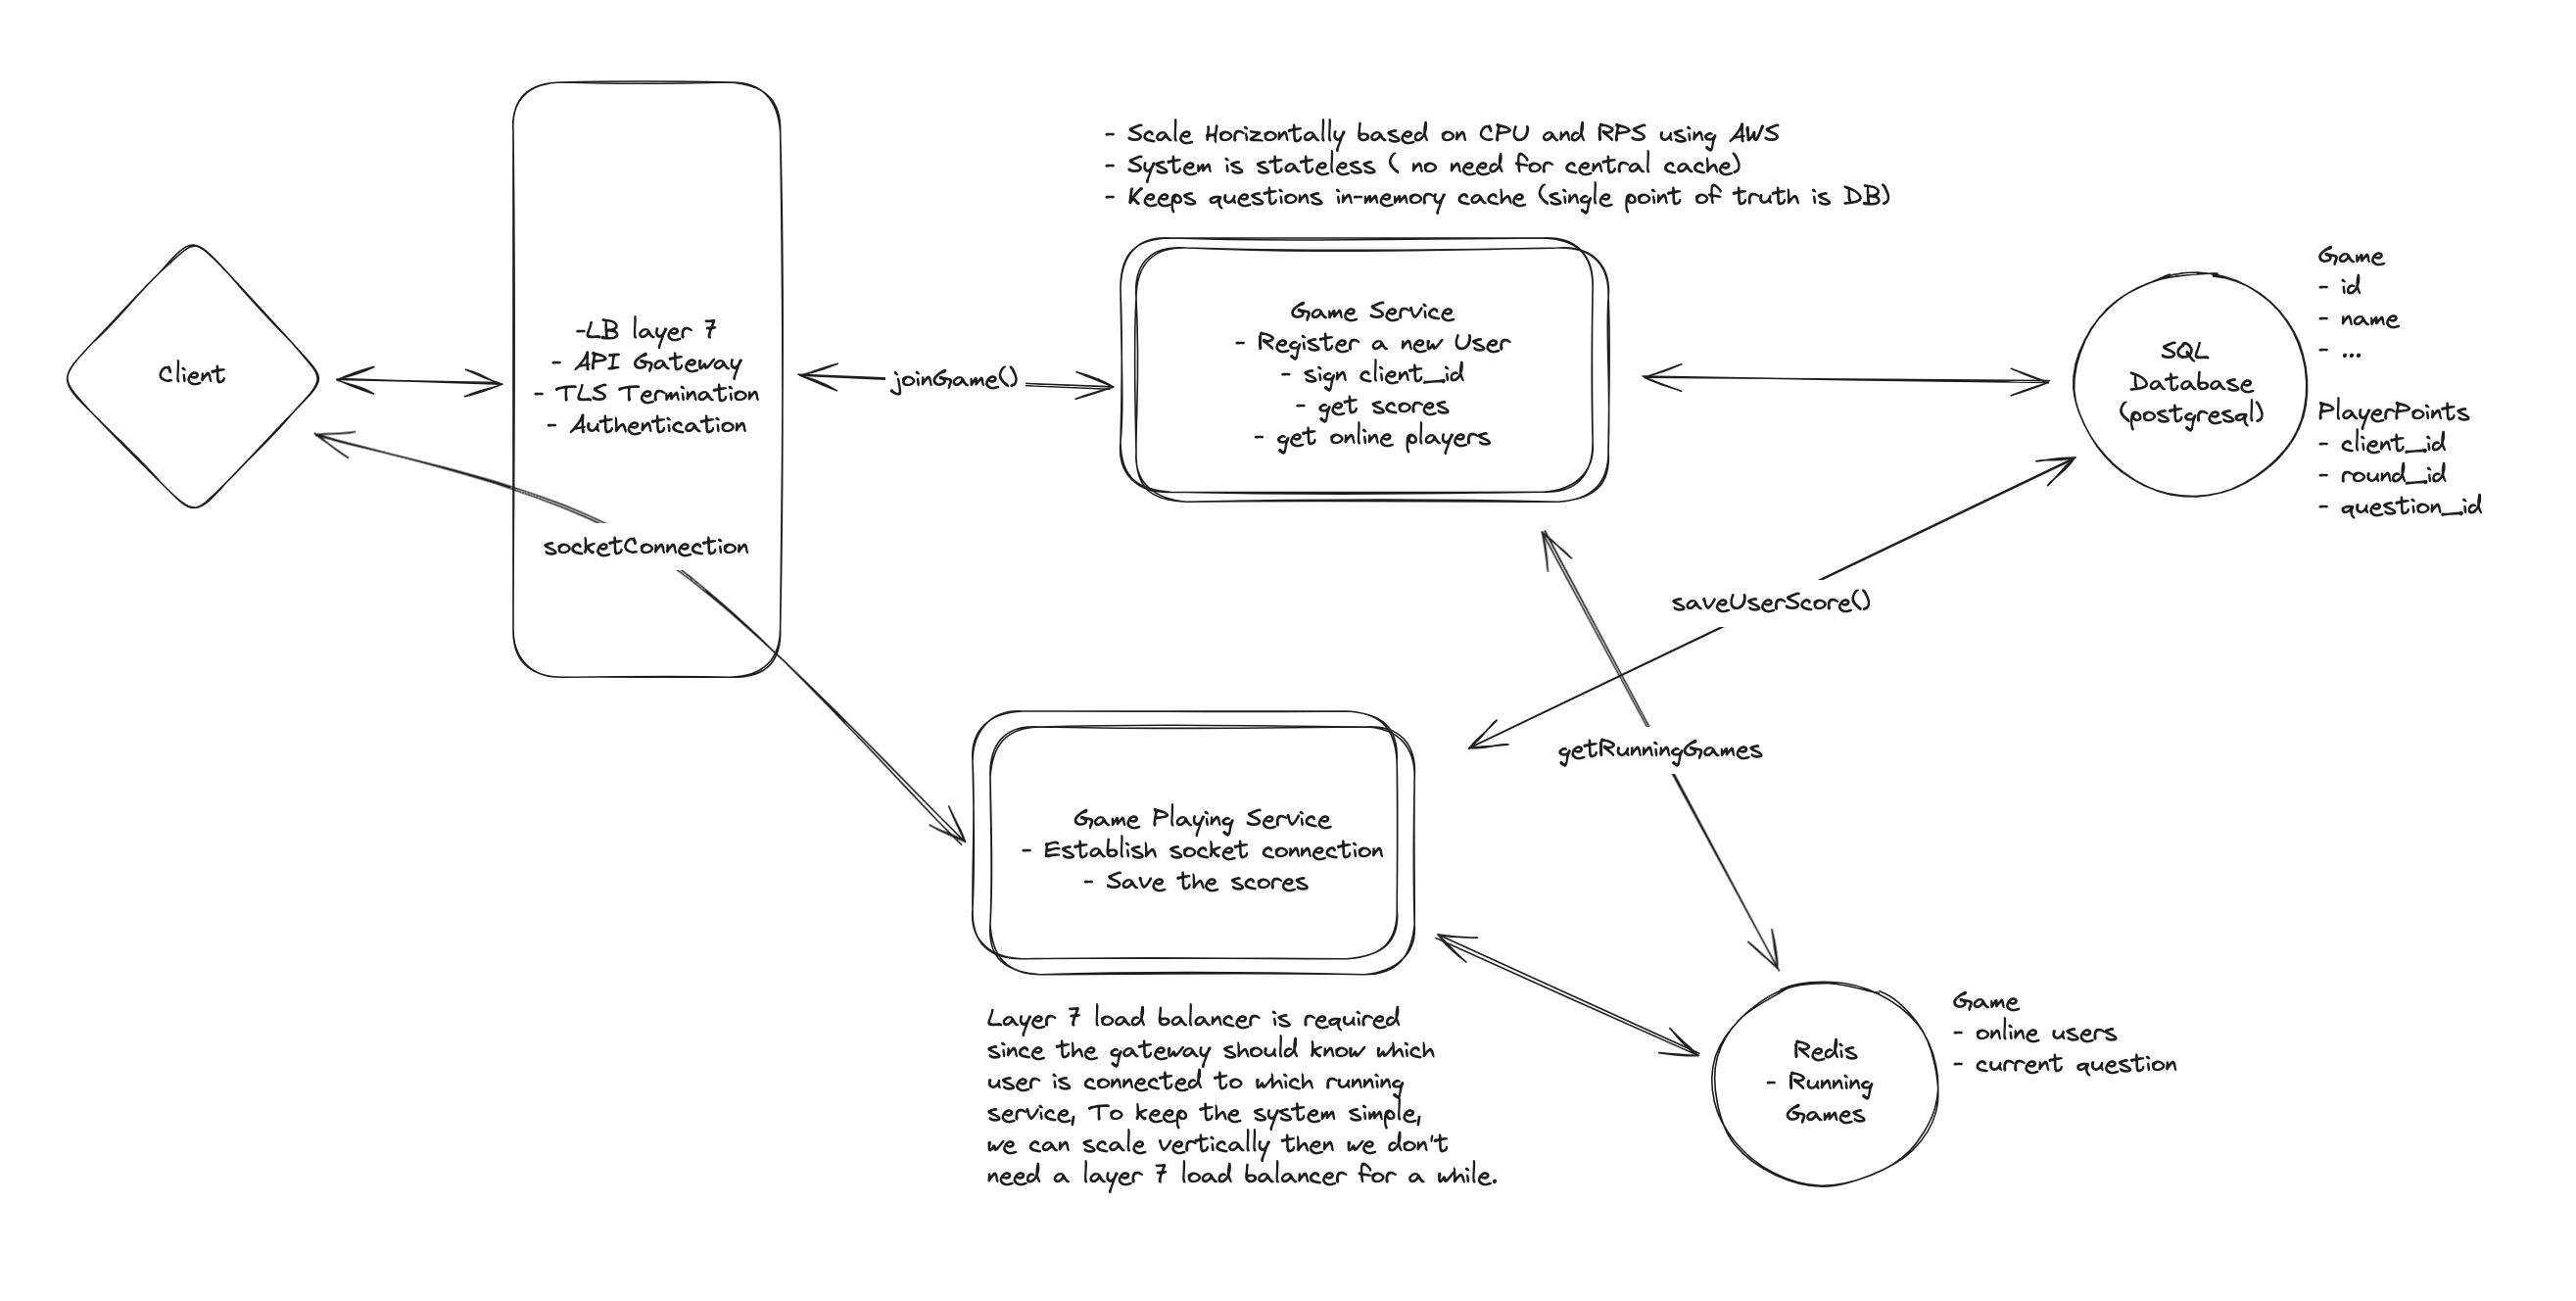 Client
-LB layer 7
- API Gateway
- TLS Termination
- Authentication
socketConnection
joinGame()
- Scale Horizontally based on CPU and RPS using AWS
- System is stateless ( no need for central cache)
- Keeps questions in-memory cache (single point of truth is DB)
Game Service
- Register a new User
- sign client_id
- get scores
- get online players
SQL
Database
(postgresql)
Game
- id
- name
- ...
PlayerPoints
- client_id
- round_id
- question_id
saveUserScore()
getRunningGames
Game Playing Service
- Establish socket connection
- Save the scores
Layer 7 load balancer is required
since the gateway should know which
user is connected to which running
service, To keep the system simple,
we can scale vertically then we don't
need a layer 7 load balancer for a while.
Redis
- Running
Games
Game
- online users
- current question